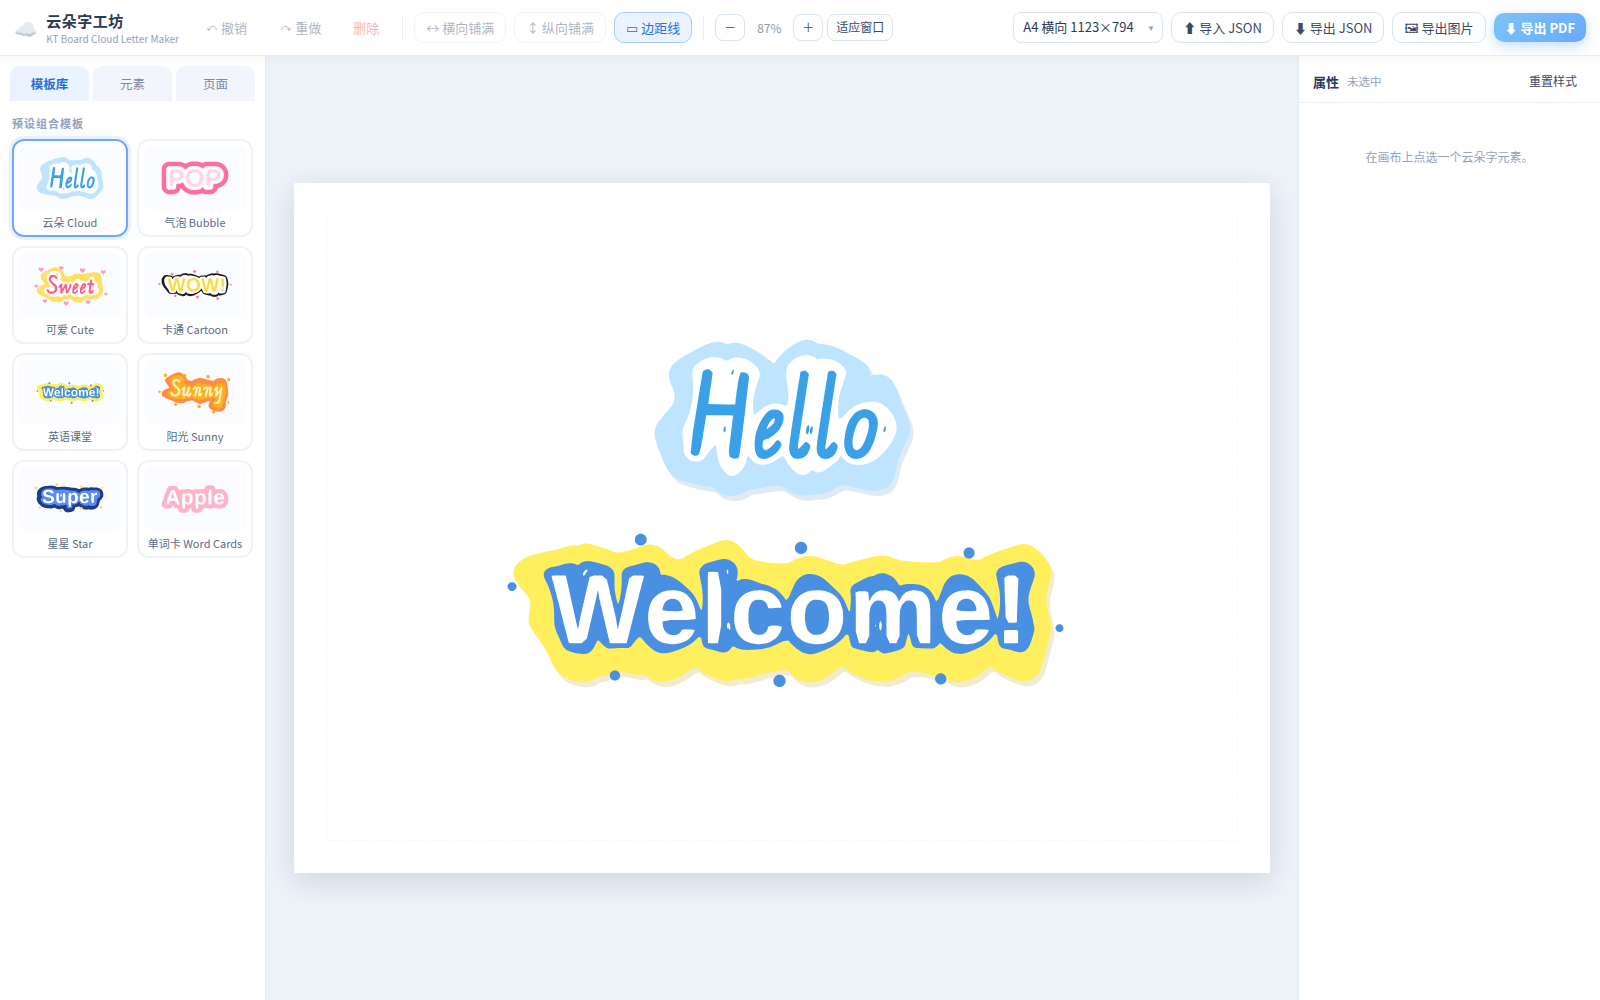 云朵字工坊
KT Board Cloud Letter Maker
↶ 撤销
↷ 重做
删除
↔ 横向铺满
↕ 纵向铺满
▭ 边距线
− 87% +
适应窗口
A4 横向 1123×794
⬆ 导入 JSON
⬇ 导出 JSON
导出图片
⬇ 导出 PDF
模板库
元素
页面
预设组合模板
Hello
云朵 Cloud
POP
气泡 Bubble
Sweet
可爱 Cute
WOW!
卡通 Cartoon
Welcome!
英语课堂
Sunny
阳光 Sunny
Super
星星 Star
Apple
单词卡 Word Cards
Hello
Welcome!
属性 未选中
重置样式
在画布上点选一个云朵字元素。